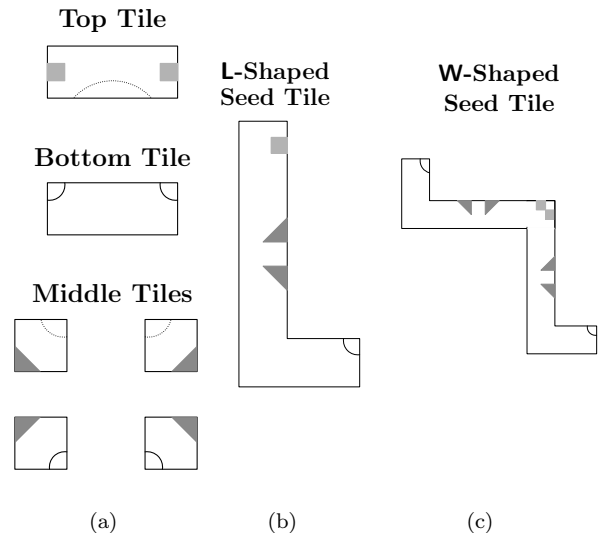 Top Tile
Bottom Tile
Middle Tiles
L-Shaped
Seed Tile
W-Shaped
Seed Tile
(a)
(b)
(c)